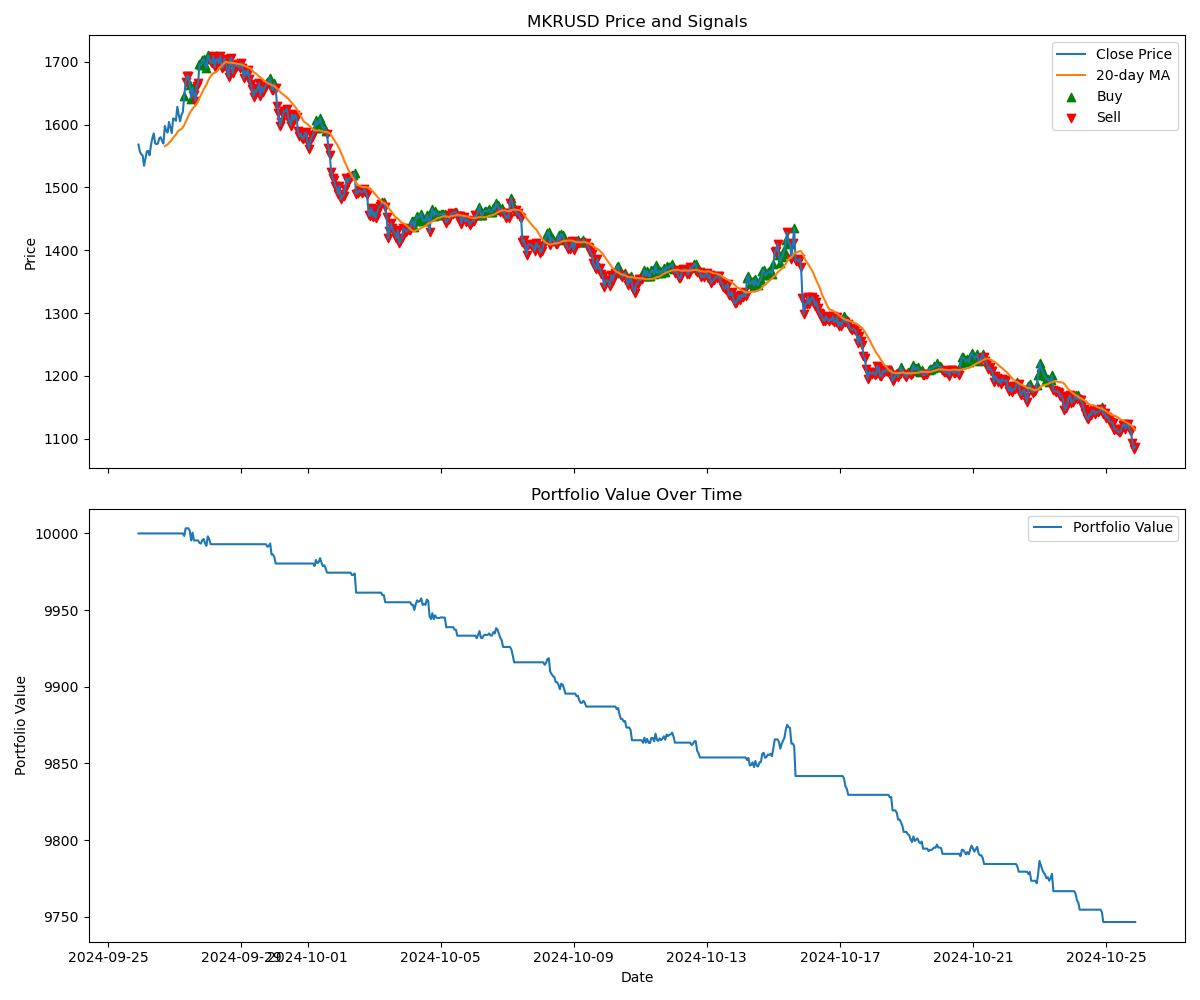 MKRUSD Price and Signals
Price
1700
1600
1500
1400
1300
1200
1100
Close Price
20-day MA
Buy
Sell
Portfolio Value Over Time
Portfolio Value
10000
9950
9900
9850
9800
9750
Portfolio Value
2024-09-25 2024-09-29 2024-10-01 2024-10-05 2024-10-09 2024-10-13 2024-10-17 2024-10-21 2024-10-25
Date